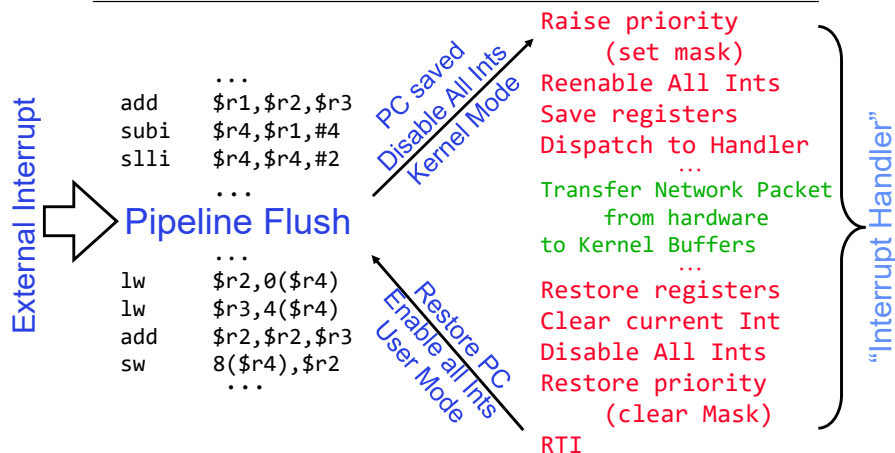 External Interrupt
...
add $r1,$r2,$r3
subi $r4,$r1,#4
slli $r4,$r4,#2
...
Pipeline Flush
...
lw $r2,0($r4)
lw $r3,4($r4)
add $r2,$r2,$r3
sw 8($r4),$r2
...
PC saved
Disable All Ints
Kernel Mode
Restore PC
Enable all Ints
User Mode
Raise priority
(set mask)
Reenable All Ints
Save registers
Dispatch to Handler
...
Transfer Network Packet
from hardware
to Kernel Buffers
...
Restore registers
Clear current Int
Disable All Ints
Restore priority
(clear Mask)
RTI
“Interrupt Handler”